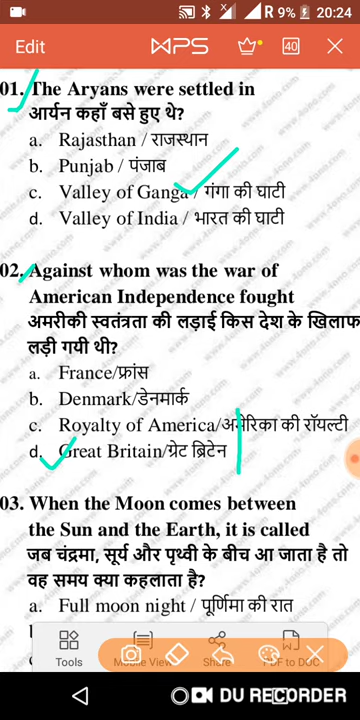 R 9% 20:24
Edit WPS 40
01. The Aryans were settled in
आर्यन कहाँ बसे हुए थे?
a. Rajasthan / राजस्थान
b. Punjab / पंजाब
c. Valley of Ganga / गंगा की घाटी
d. Valley of India / भारत की घाटी
02. Against whom was the war of
American Independence fought
अमरीकी स्वतंत्रता की लड़ाई किस देश के खिलाफ
लड़ी गयी थी?
a. France/फ्रांस
b. Denmark/डेनमार्क
c. Royalty of America/अमेरिका की रॉयल्टी
d. Great Britain/ग्रेट ब्रिटेन
03. When the Moon comes between
the Sun and the Earth, it is called
जब चंद्रमा, सूर्य और पृथ्वी के बीच आ जाता है तो
वह समय क्या कहलाता है?
a. Full moon night / पूर्णिमा की रात
Tools Mobile View Share PDF to DOC
DU RECORDER